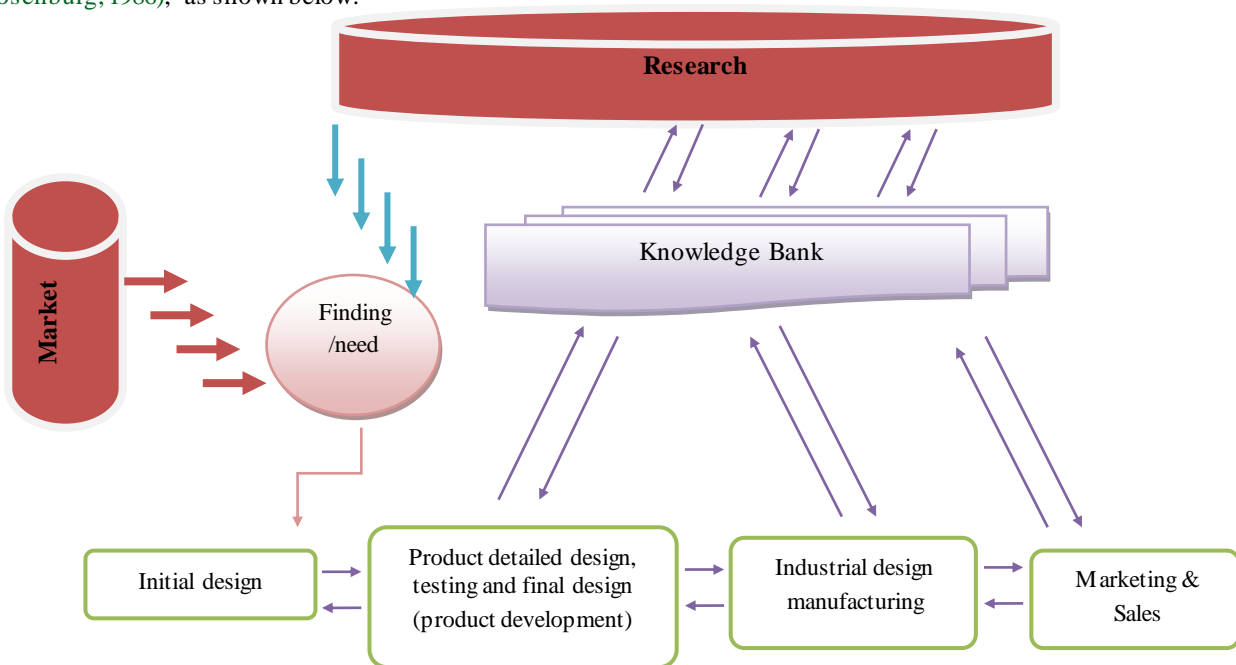 osenburg, 1986), as shown below.
Research
Knowledge Bank
Market
Finding
/need
Initial design
Product detailed design,
testing and final design
(product development)
Industrial design
manufacturing
Marketing &
Sales